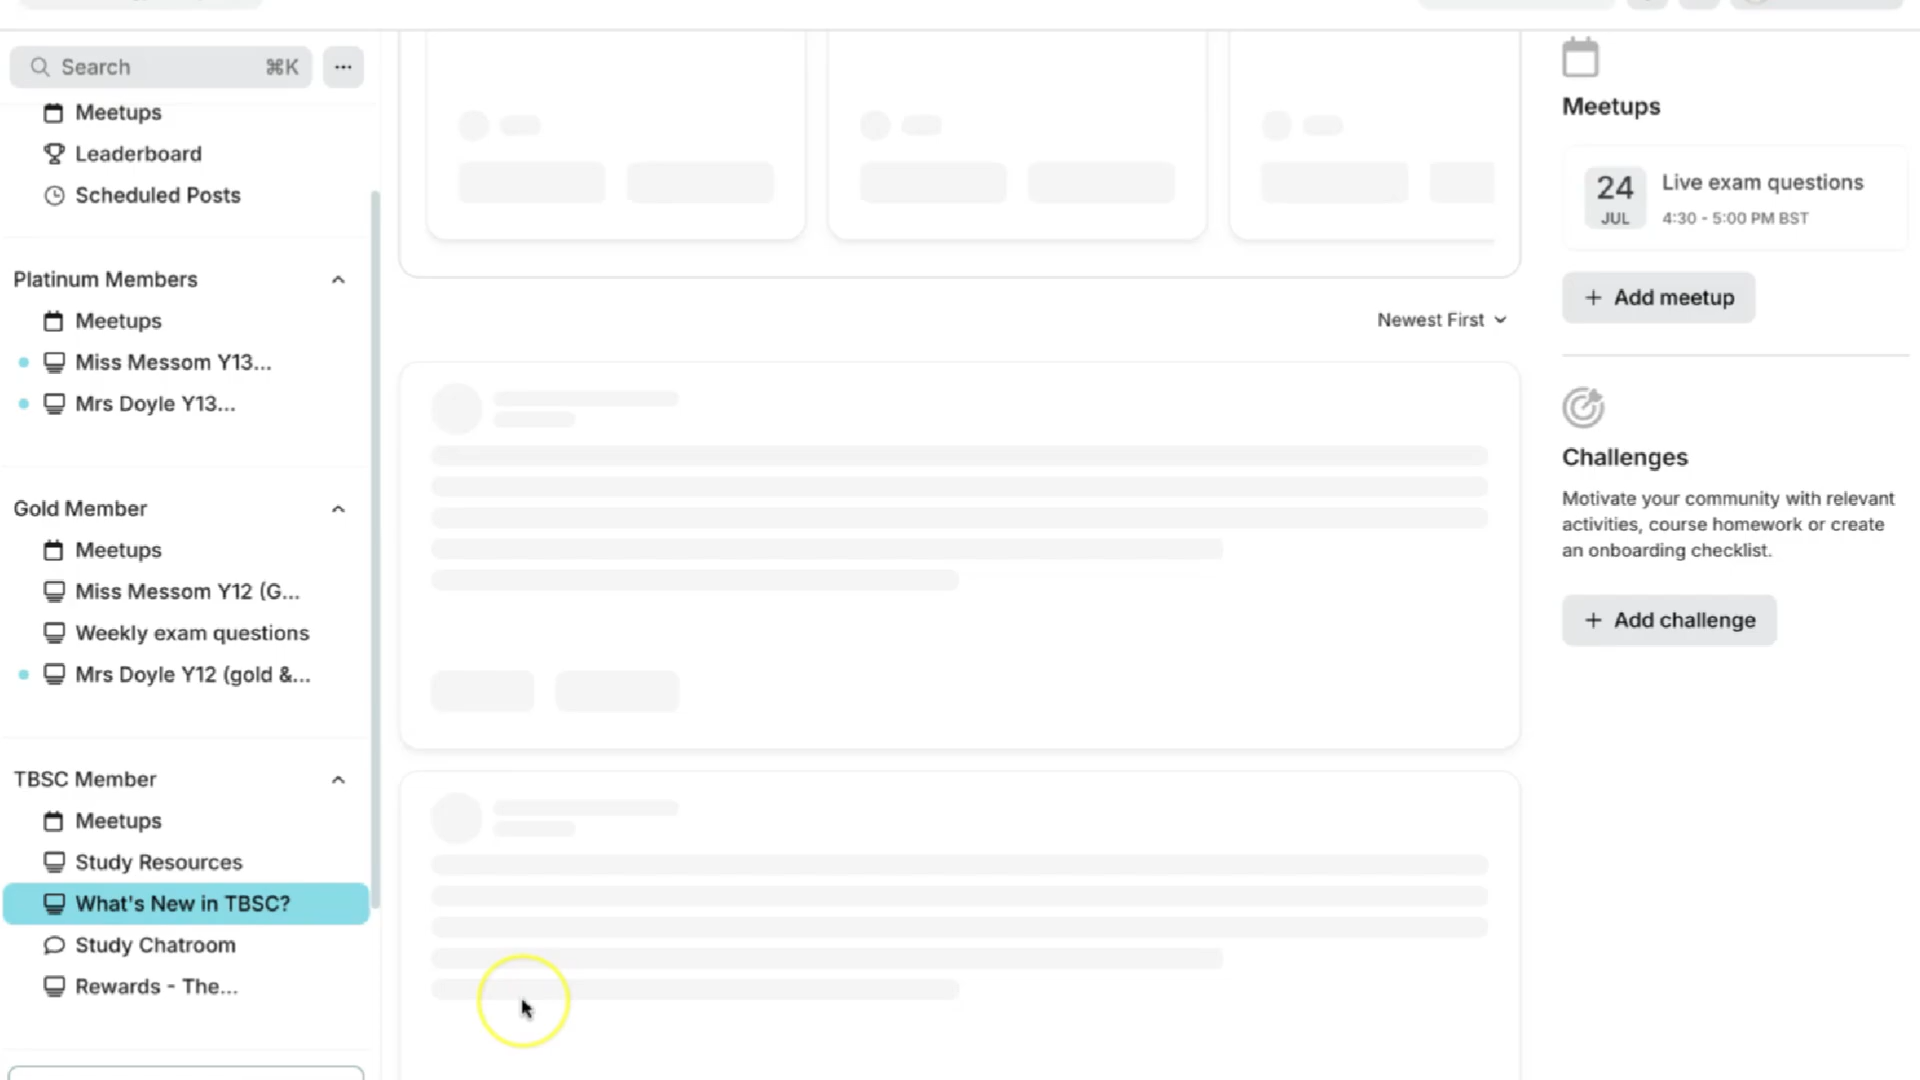 Search ⌘K ...
Meetups
Leaderboard
Scheduled Posts
Platinum Members
Meetups
Miss Messom Y13...
Mrs Doyle Y13...
Gold Member
Meetups
Miss Messom Y12 (G...
Weekly exam questions
Mrs Doyle Y12 (gold &...
TBSC Member
Meetups
Study Resources
What's New in TBSC?
Study Chatroom
Rewards - The...
Newest First
Meetups
24
JUL
Live exam questions
4:30 - 5:00 PM BST
+ Add meetup
Challenges
Motivate your community with relevant
activities, course homework or create
an onboarding checklist.
+ Add challenge